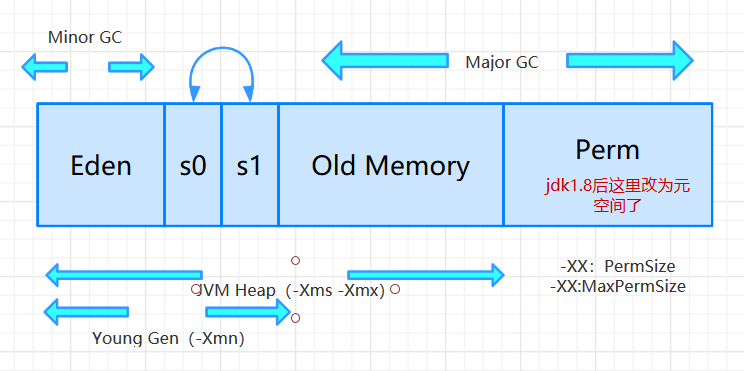 Minor GC
Major GC
Eden
s0
s1
Old Memory
Perm
jdk1.8后这里改为元
空间了
JVM Heap（-Xms -Xmx）
-XX：PermSize
-XX:MaxPermSize
Young Gen（-Xmn）